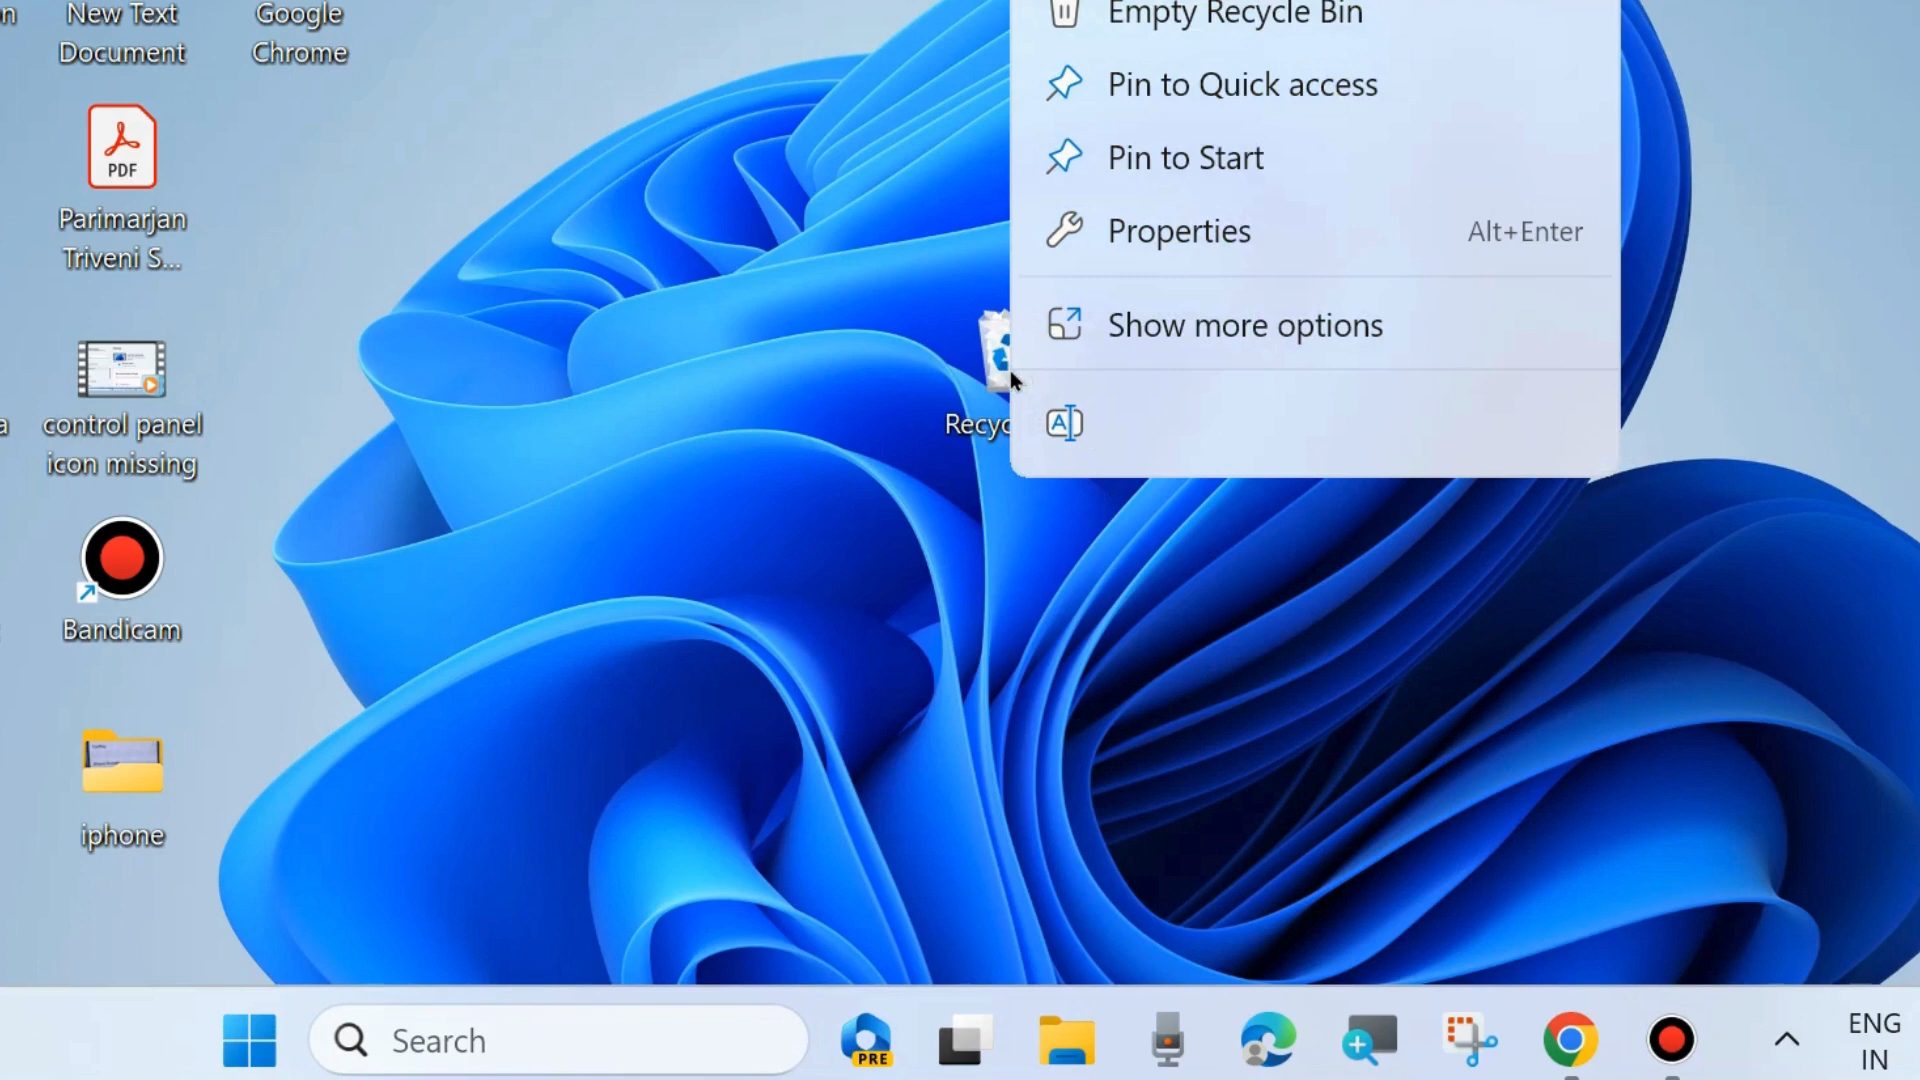 New Text
Document
Google
Chrome
PDF
Parimarjan
Triveni S...
control panel
icon missing
Bandicam
iphone
Empty Recycle Bin
Pin to Quick access
Pin to Start
Properties
Alt+Enter
Show more options
Recyc
A
Search
PRE
ENG
IN